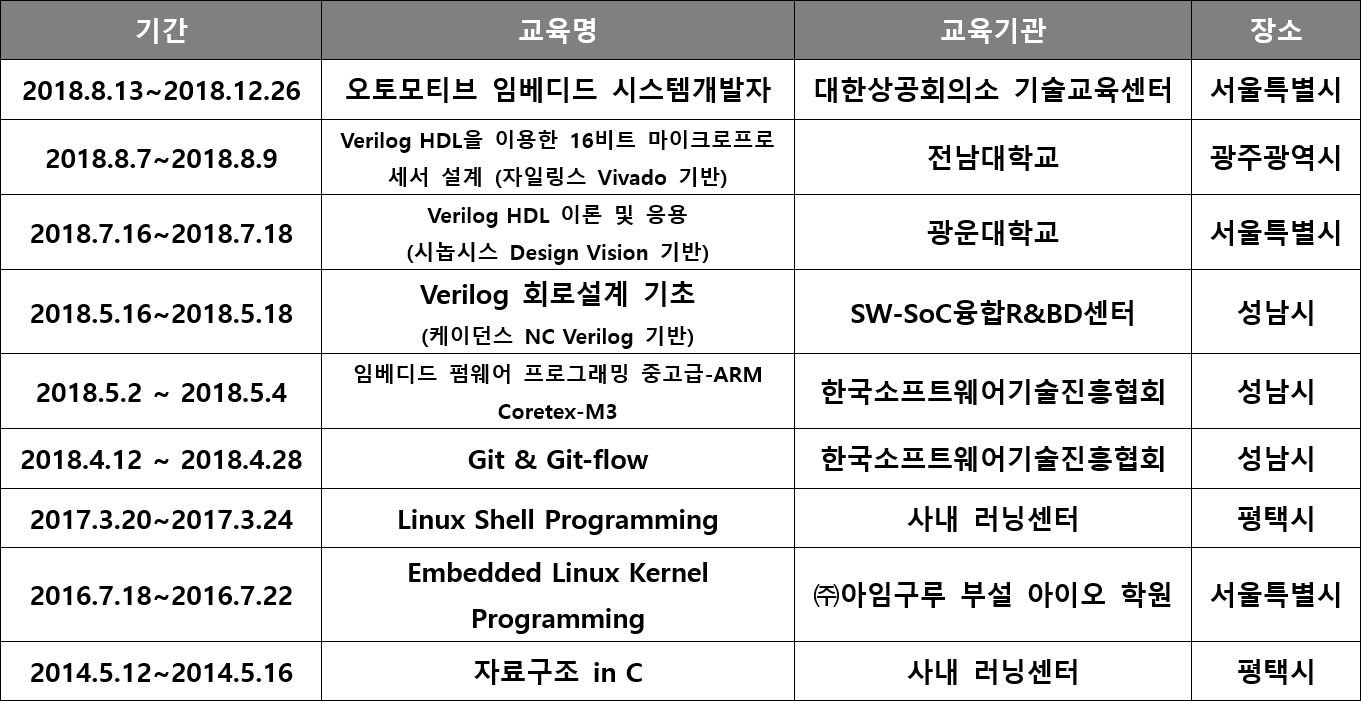 기간 교육명 교육기관 장소
2018.8.13~2018.12.26 오토모티브 임베디드 시스템개발자 대한상공회의소 기술교육센터 서울특별시
2018.8.7~2018.8.9 Verilog HDL을 이용한 16비트 마이크로프로
세서 설계 (자일링스 Vivado 기반) 전남대학교 광주광역시
2018.7.16~2018.7.18 Verilog HDL 이론 및 응용
(시놉시스 Design Vision 기반) 광운대학교 서울특별시
2018.5.16~2018.5.18 Verilog 회로설계 기초
(케이던스 NC Verilog 기반) SW-SoC융합R&BD센터 성남시
2018.5.2 ~ 2018.5.4 임베디드 펌웨어 프로그래밍 중고급-ARM
Coretex-M3 한국소프트웨어기술진흥협회 성남시
2018.4.12 ~ 2018.4.28 Git & Git-flow 한국소프트웨어기술진흥협회 성남시
2017.3.20~2017.3.24 Linux Shell Programming 사내 러닝센터 평택시
2016.7.18~2016.7.22 Embedded Linux Kernel
Programming ㈜아임구루 부설 아이오 학원 서울특별시
2014.5.12~2014.5.16 자료구조 in C 사내 러닝센터 평택시